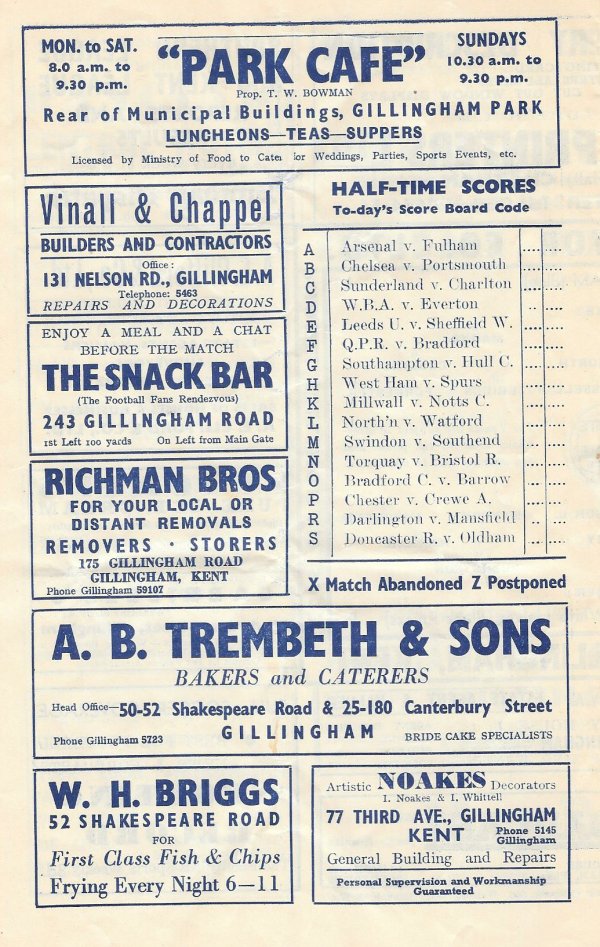 MON. to SAT.
8.0 a.m. to
9.30 p.m.
"PARK CAFE"
Prop. T. W. BOWMAN
SUNDAYS
10.30 a.m. to
9.30 p.m.
Rear of Municipal Buildings, GILLINGHAM PARK
LUNCHEONS—TEAS—SUPPERS
Licensed by Ministry of Food to Cater for Weddings, Parties, Sports Events, etc.
Vinall & Chappel
BUILDERS AND CONTRACTORS
Office:
131 NELSON RD., GILLINGHAM
Telephone: 5463
REPAIRS AND DECORATIONS
ENJOY A MEAL AND A CHAT
BEFORE THE MATCH
THE SNACK BAR
(The Football Fans Rendezvous)
243 GILLINGHAM ROAD
1st Left 100 yards On Left from Main Gate
RICHMAN BROS
FOR YOUR LOCAL OR
DISTANT REMOVALS
REMOVERS · STORERS
175 GILLINGHAM ROAD
GILLINGHAM, KENT
Phone Gillingham 59107
HALF-TIME SCORES
To-day's Score Board Code
A Arsenal v. Fulham .... ....
B Chelsea v. Portsmouth .... ....
C Sunderland v. Charlton .... ....
D W.B.A. v. Everton .. ....
E Leeds U. v. Sheffield W. .... ....
F Q.P.R. v. Bradford .... ....
G Southampton v. Hull C. .... ....
H West Ham v. Spurs .... ....
K Millwall v. Notts C. .... ....
L North'n v. Watford .... ....
M Swindon v. Southend .... ....
N Torquay v. Bristol R. .... ....
O Bradford C. v. Barrow .... ....
P Chester v. Crewe A. .... ....
R Darlington v. Mansfield .. ....
S Doncaster R. v. Oldham .. ....
X Match Abandoned Z Postponed
A. B. TREMBETH & SONS
BAKERS and CATERERS
Head Office—50-52 Shakespeare Road & 25-180 Canterbury Street
Phone Gillingham 5723 GILLINGHAM BRIDE CAKE SPECIALISTS
W. H. BRIGGS
52 SHAKESPEARE ROAD
FOR
First Class Fish & Chips
Frying Every Night 6—11
Artistic NOAKES Decorators
I. Noakes & I. Whittell
77 THIRD AVE., GILLINGHAM
KENT Phone 5145
Gillingham
General Building and Repairs
Personal Supervision and Workmanship
Guaranteed